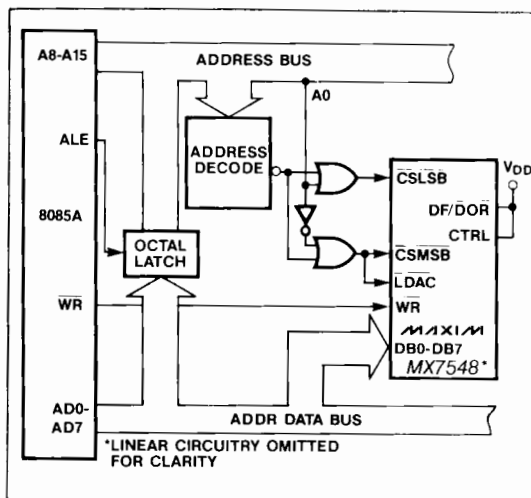 A8-A15
ADDRESS BUS
A0
ALE
ADDRESS
DECODE
CSLSB
VDD
DF/DOR
CTRL
8085A
OCTAL
LATCH
CSMSB
LDAC
WR
WR
MAXIM
DB0-DB7
MX7548*
AD0-
AD7
ADDR DATA BUS
*LINEAR CIRCUITRY OMITTED
FOR CLARITY